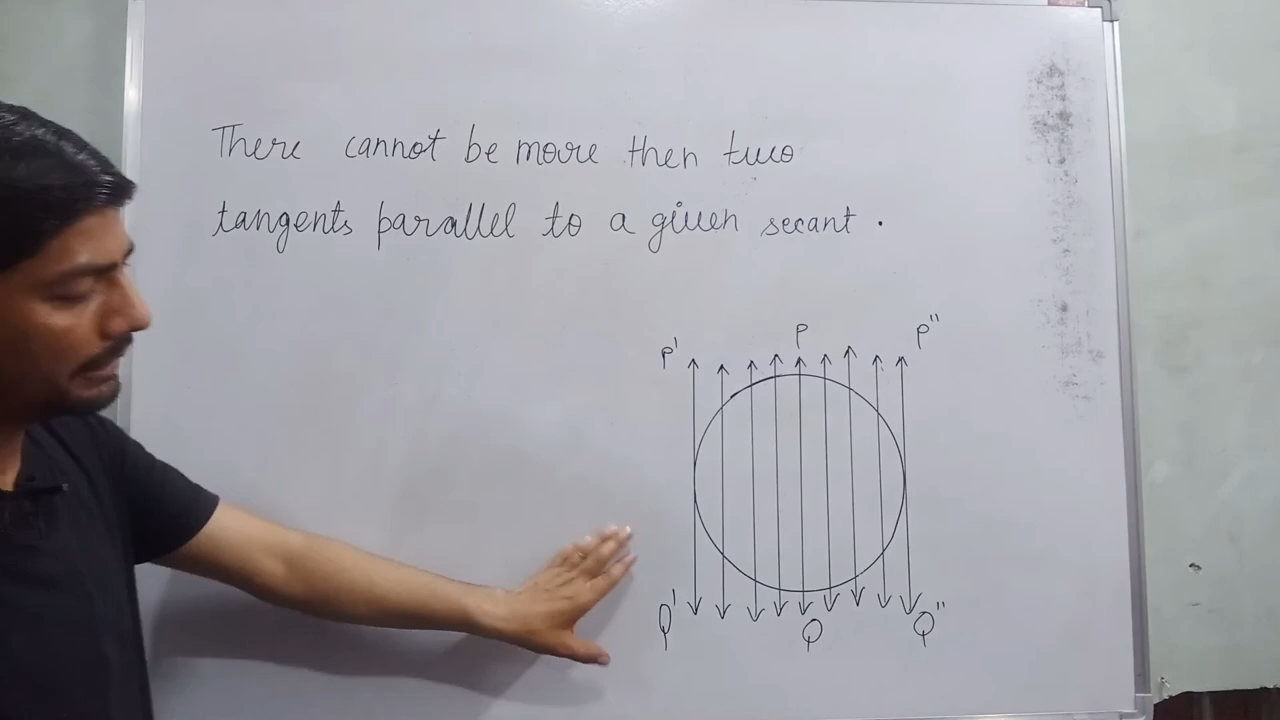 There cannot be more then two
tangents parallel to a given secant .
P' P P"
Q' Q Q"